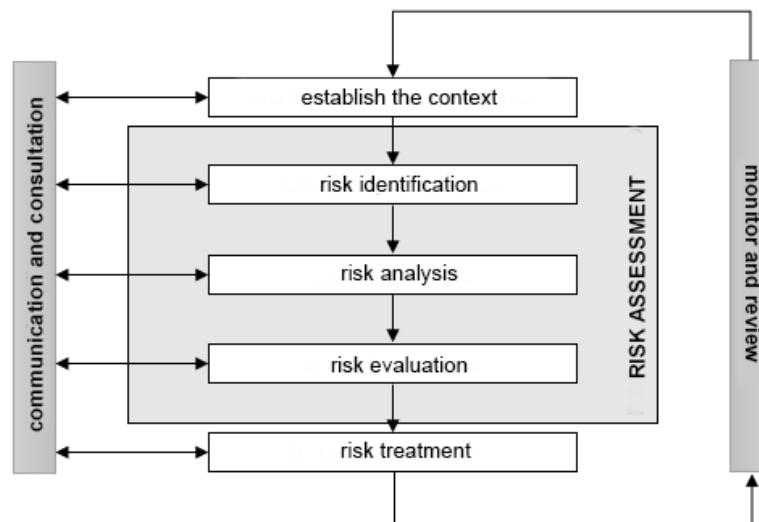 establish the context
communication and consultation
risk identification
risk analysis
risk evaluation
RISK ASSESSMENT
risk treatment
monitor and review